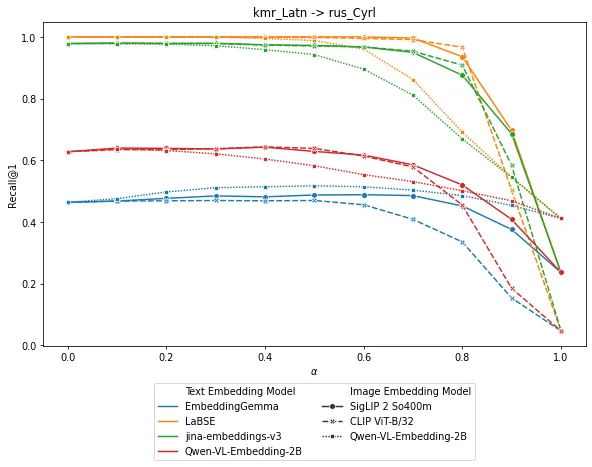 kmr_Latn -> rus_Cyrl
Recall@1
1.0
0.8
0.6
0.4
0.2
0.0
0.0 0.2 0.4 0.6 0.8 1.0
α
Text Embedding Model
EmbeddingGemma
LaBSE
jina-embeddings-v3
Qwen-VL-Embedding-2B
Image Embedding Model
SigLIP 2 So400m
CLIP ViT-B/32
Qwen-VL-Embedding-2B